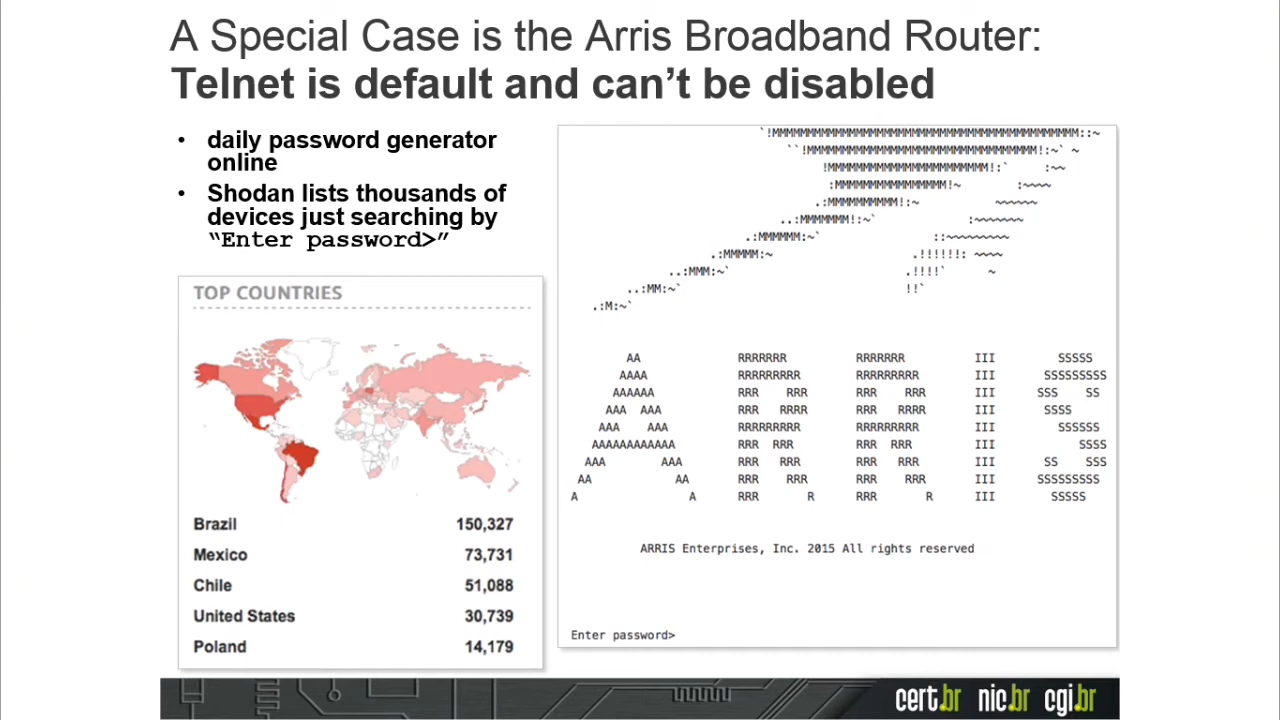 A Special Case is the Arris Broadband Router:
Telnet is default and can’t be disabled
• daily password generator
online
• Shodan lists thousands of
devices just searching by
“Enter password>”
TOP COUNTRIES
Brazil 150,327
Mexico 73,731
Chile 51,088
United States 30,739
Poland 14,179
ARRIS
ARRIS Enterprises, Inc. 2015 All rights reserved
Enter password>
cert.br nic.br cgi.br